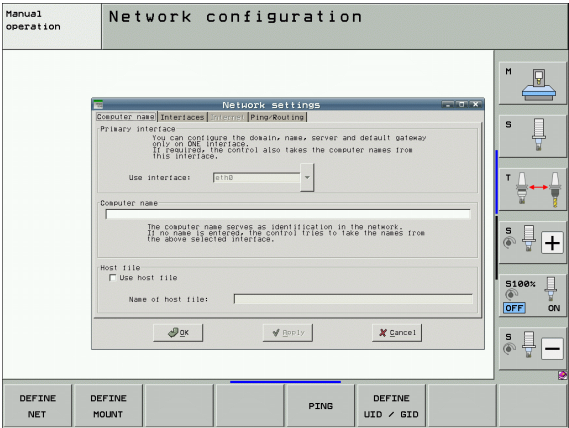 Manual
operation
Network configuration
Network settings
Computer name
Interfaces
Internet
Ping/Routing
Primary interface
You can configure the domain, name, server and default gateway
only on ONE interface.
If required, the control also takes the computer names from
this interface.
Use interface:
eth0
Computer name
The computer name serves as identification in the network.
If no name is entered, the control tries to take the names from
the above selected interface.
Host file
Use host file
Name of host file:
OK
Apply
Cancel
M
S
T
S
S100%
OFF
ON
S
DEFINE
NET
DEFINE
MOUNT
PING
DEFINE
UID / GID